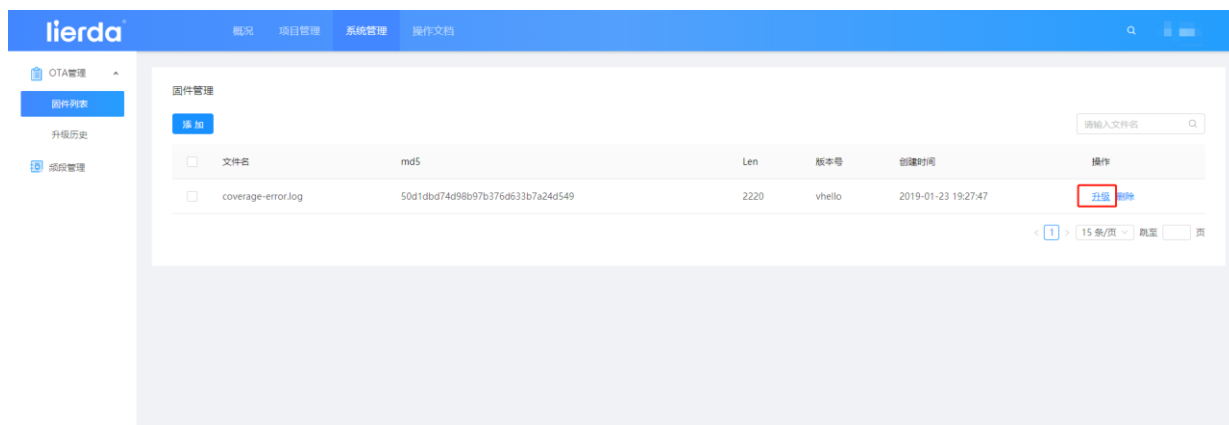 lierda 概况 项目管理 系统管理 操作文档
OTA管理
固件列表
升级历史
频段管理
固件管理
添 加 请输入文件名
文件名 md5 Len 版本号 创建时间 操作
coverage-error.log 50d1dbd74d98b97b376d633b7a24d549 2220 vhello 2019-01-23 19:27:47 升级 删除
< 1 > 15 条/页 跳至 页